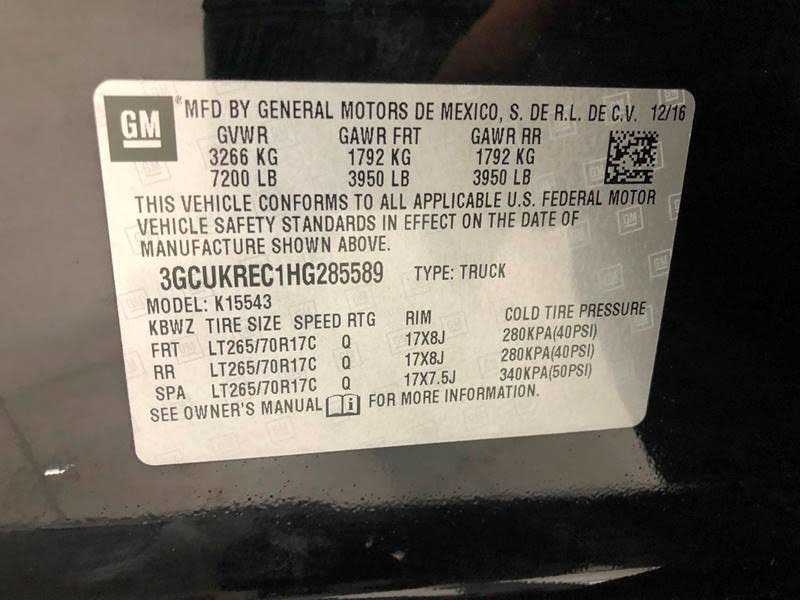 GM
®MFD BY GENERAL MOTORS DE MEXICO, S. DE R.L. DE C.V. 12/16
GVWR GAWR FRT GAWR RR
3266 KG 1792 KG 1792 KG
7200 LB 3950 LB 3950 LB
THIS VEHICLE CONFORMS TO ALL APPLICABLE U.S. FEDERAL MOTOR
VEHICLE SAFETY STANDARDS IN EFFECT ON THE DATE OF
MANUFACTURE SHOWN ABOVE.
3GCUKREC1HG285589 TYPE: TRUCK
MODEL: K15543
KBWZ TIRE SIZE SPEED RTG RIM COLD TIRE PRESSURE
FRT LT265/70R17C Q 17X8J 280KPA(40PSI)
RR LT265/70R17C Q 17X8J 280KPA(40PSI)
SPA LT265/70R17C Q 17X7.5J 340KPA(50PSI)
SEE OWNER'S MANUAL i FOR MORE INFORMATION.